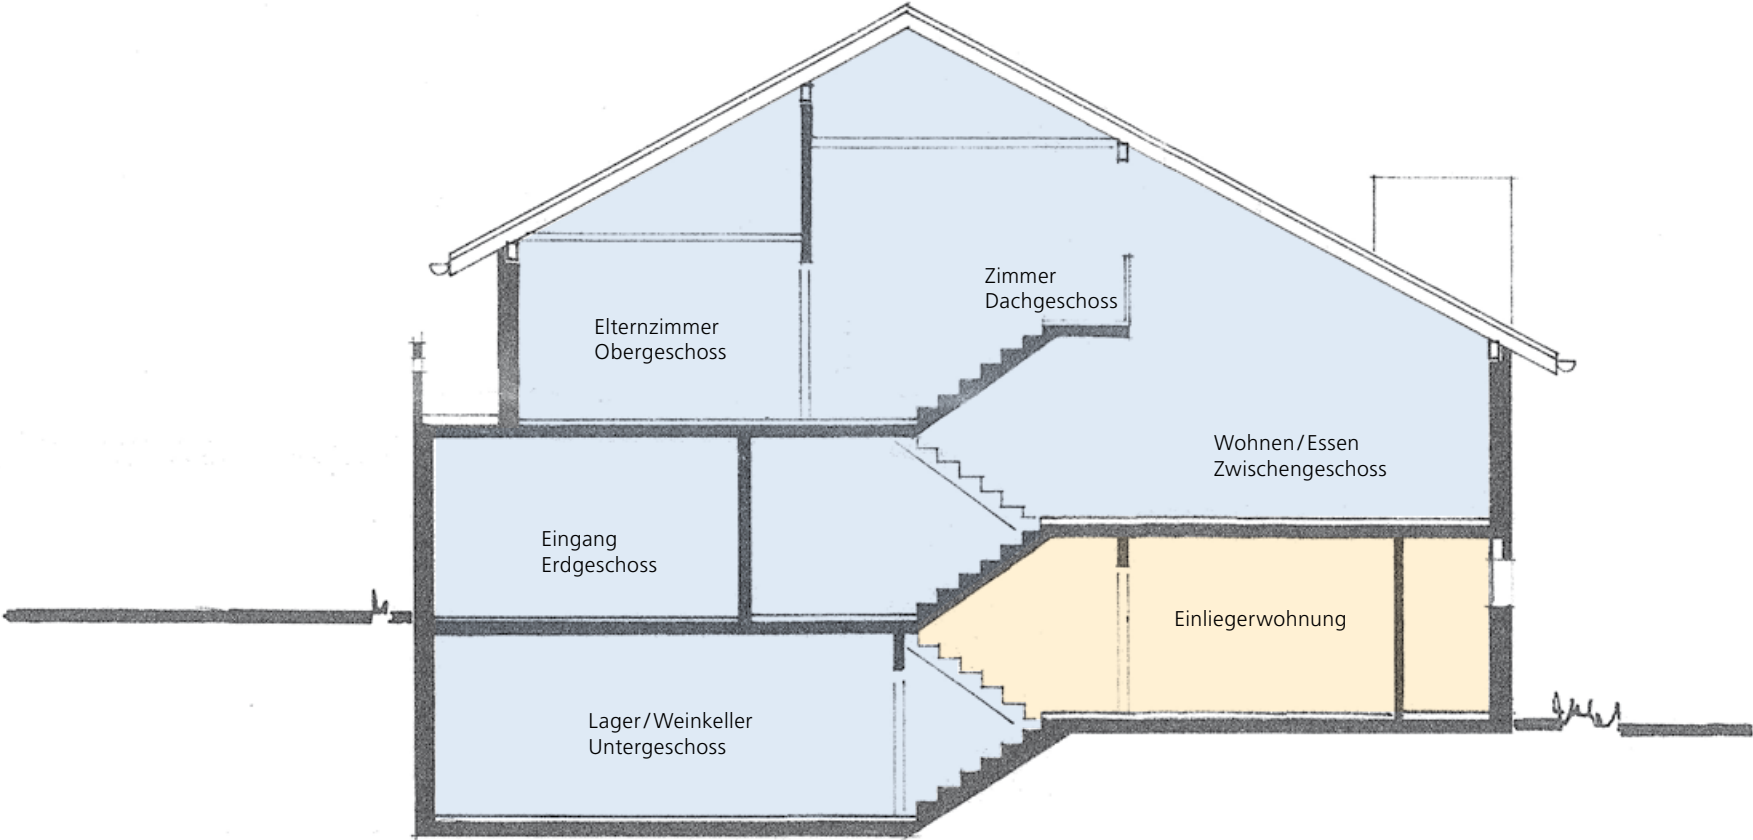 Zimmer
Dachgeschoss
Elternzimmer
Obergeschoss
Wohnen/Essen
Zwischengeschoss
Eingang
Erdgeschoss
Einliegerwohnung
Lager/Weinkeller
Untergeschoss